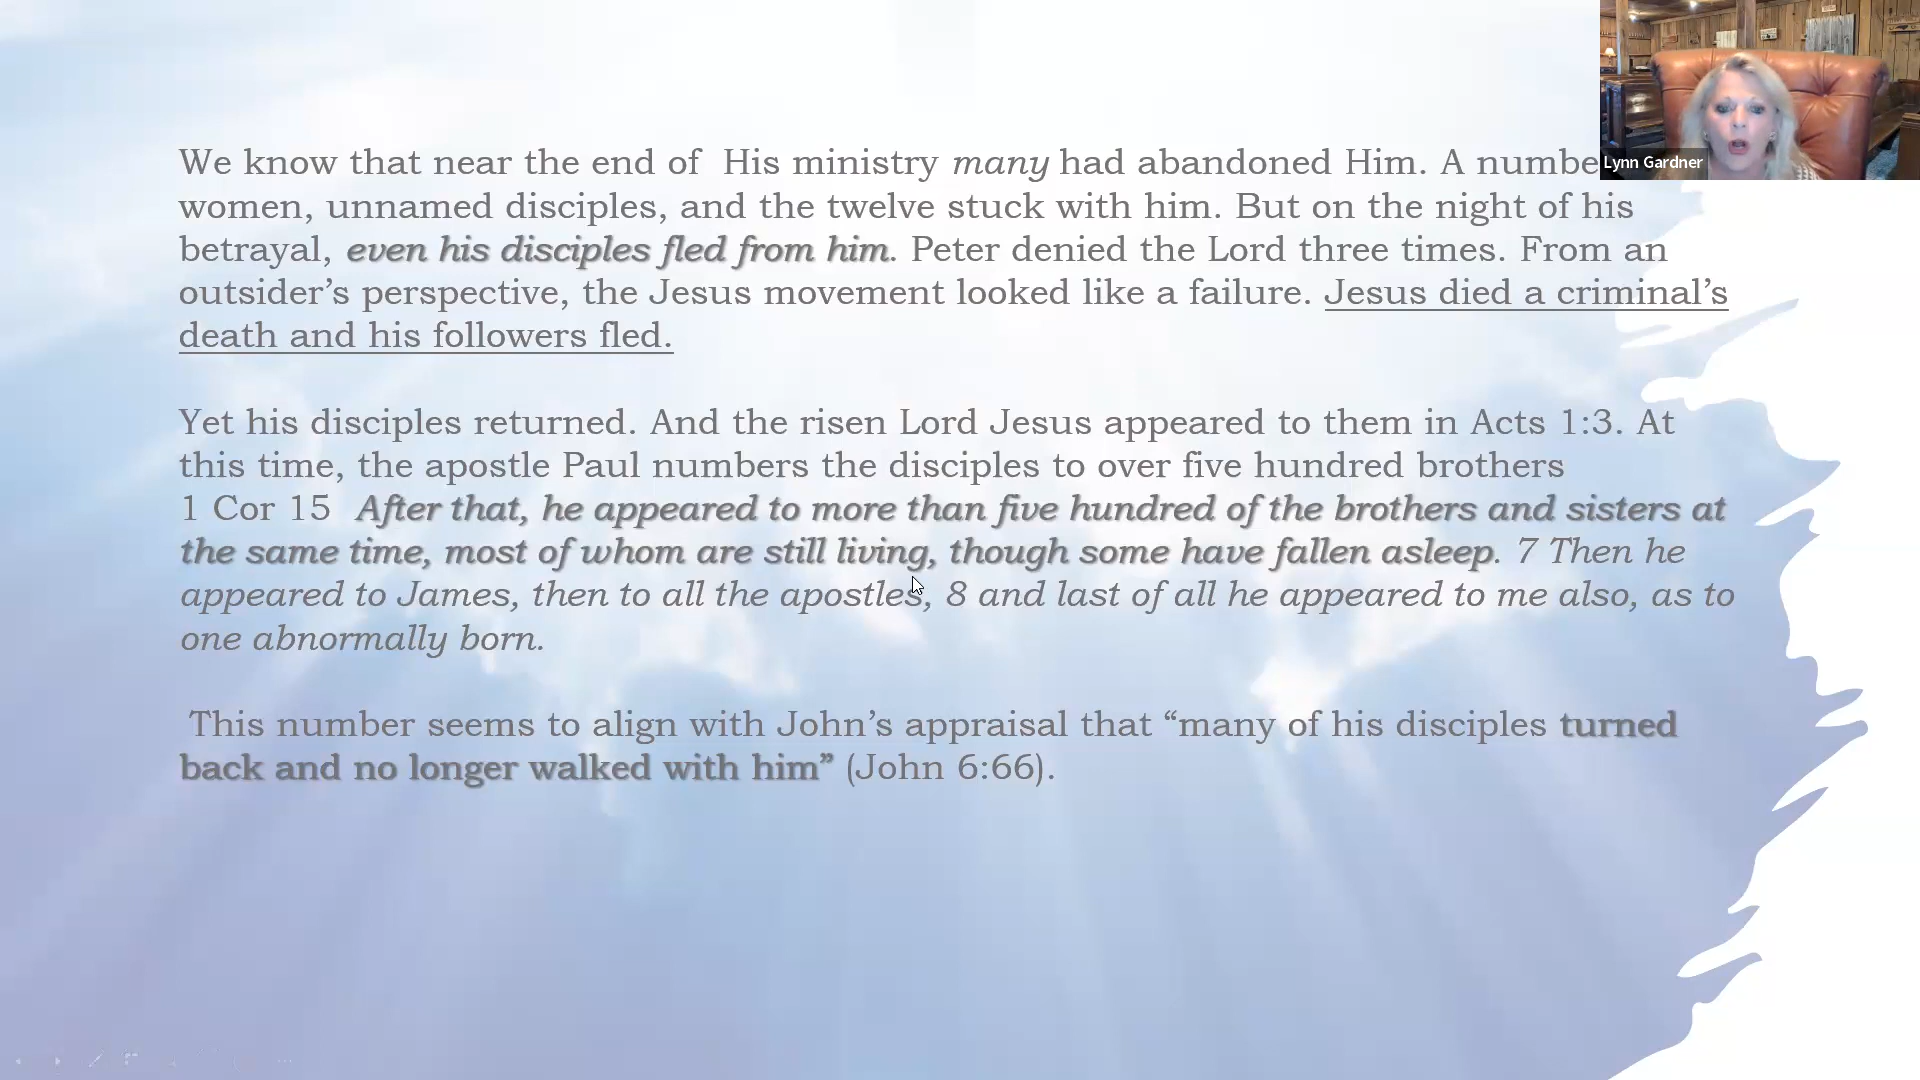 We know that near the end of His ministry many had abandoned Him. A numbe
women, unnamed disciples, and the twelve stuck with him. But on the night of his
betrayal, even his disciples fled from him. Peter denied the Lord three times. From an
outsider’s perspective, the Jesus movement looked like a failure. Jesus died a criminal’s
death and his followers fled.
Yet his disciples returned. And the risen Lord Jesus appeared to them in Acts 1:3. At
this time, the apostle Paul numbers the disciples to over five hundred brothers
1 Cor 15 After that, he appeared to more than five hundred of the brothers and sisters at
the same time, most of whom are still living, though some have fallen asleep. 7 Then he
appeared to James, then to all the apostles, 8 and last of all he appeared to me also, as to
one abnormally born.
This number seems to align with John’s appraisal that “many of his disciples turned
back and no longer walked with him” (John 6:66).
Lynn Gardner